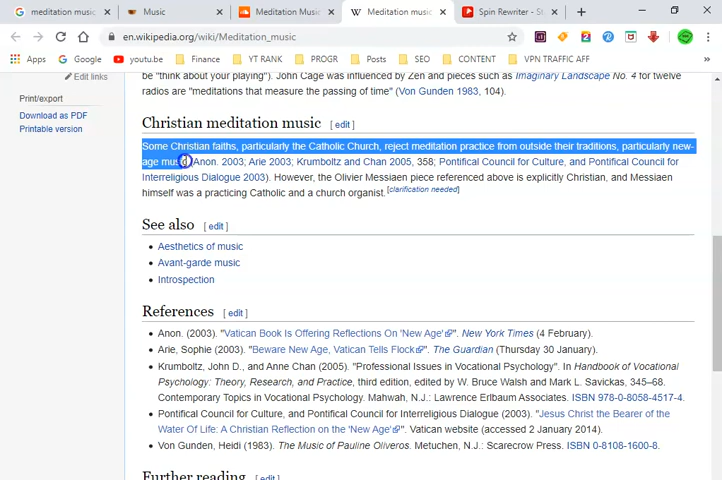 meditation music
Music
Meditation Musi
Meditation music
Spin Rewriter - St
en.wikipedia.org/wiki/Meditation_music
Apps
Google
youtu.be
Finance
YT RANK
PROGR
Posts
SEO
CONTENT
VPN TRAFFIC AFF
Edit links
Print/export
Download as PDF
Printable version
be "think about your playing"). John Cage was influenced by Zen and pieces such as Imaginary Landscape No. 4 for twelve
radios are "meditations that measure the passing of time" (Von Gunden 1983, 104).
Christian meditation music [ edit ]
Some Christian faiths, particularly the Catholic Church, reject meditation practice from outside their traditions, particularly new-
age music (Anon. 2003; Arie 2003; Krumboltz and Chan 2005, 358; Pontifical Council for Culture, and Pontifical Council for
Interreligious Dialogue 2003). However, the Olivier Messiaen piece referenced above is explicitly Christian, and Messiaen
himself was a practicing Catholic and a church organist.[clarification needed]
See also [ edit ]
• Aesthetics of music
• Avant-garde music
• Introspection
References [ edit ]
• Anon. (2003). "Vatican Book Is Offering Reflections On 'New Age'". New York Times (4 February).
• Arie, Sophie (2003). "Beware New Age, Vatican Tells Flock". The Guardian (Thursday 30 January).
• Krumboltz, John D., and Anne Chan (2005). "Professional Issues in Vocational Psychology". In Handbook of Vocational
Psychology: Theory, Research, and Practice, third edition, edited by W. Bruce Walsh and Mark L. Savickas, 345–68.
Contemporary Topics in Vocational Psychology. Mahwah, N.J.: Lawrence Erlbaum Associates. ISBN 978-0-8058-4517-4.
• Pontifical Council for Culture, and Pontifical Council for Interreligious Dialogue (2003). "Jesus Christ the Bearer of the
Water Of Life: A Christian Reflection on the 'New Age'". Vatican website (accessed 2 January 2014).
• Von Gunden, Heidi (1983). The Music of Pauline Oliveros. Metuchen, N.J.: Scarecrow Press. ISBN 0-8108-1600-8.
Further reading [ edit ]